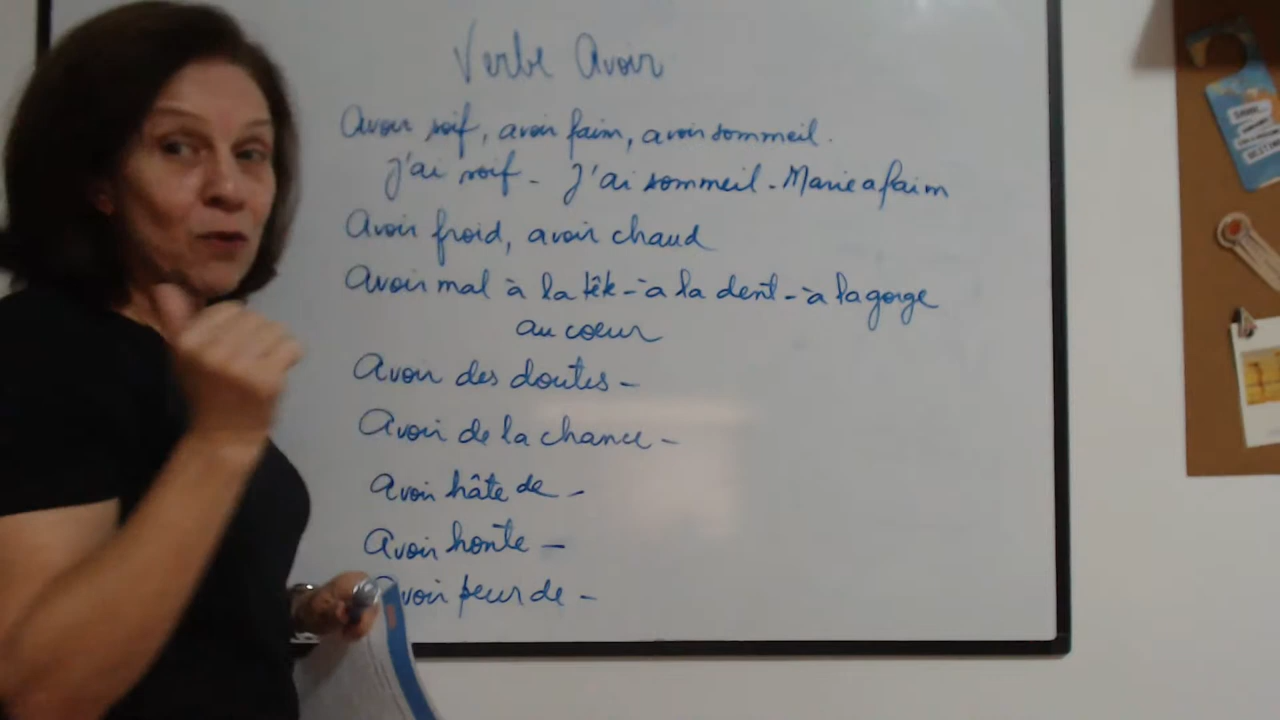 Verbe Avoir
Avoir soif, avoir faim, avoir sommeil.
J'ai soif - J'ai sommeil - Marie a faim
Avoir froid, avoir chaud
Avoir mal à la tête - à la dent - à la gorge
au coeur
Avoir des doutes -
Avoir de la chance -
Avoir hâte de -
Avoir honte -
Avoir peur de -